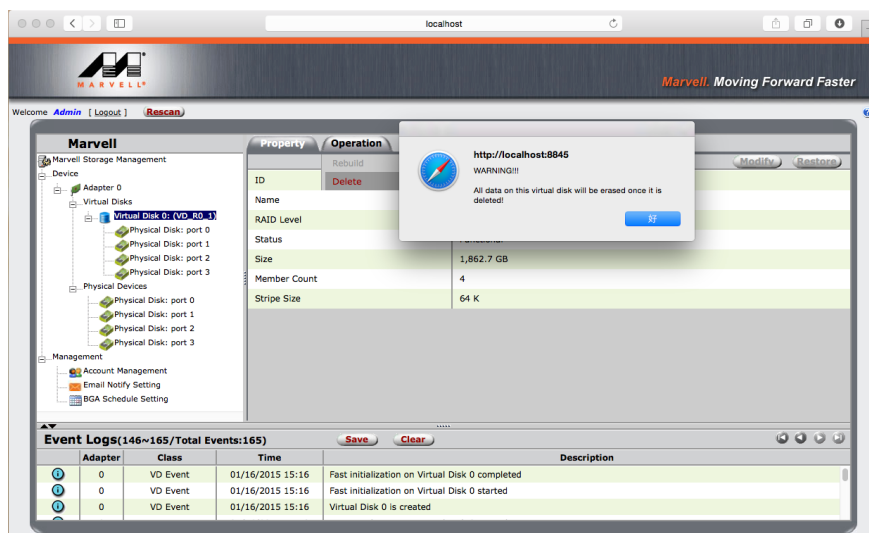 localhost
MARVELL®
Marvell. Moving Forward Faster
Welcome Admin [ Logout ] Rescan
Marvell
Marvell Storage Management
Device
Adapter 0
Virtual Disks
Virtual Disk 0: (VD_R0_1)
Physical Disk: port 0
Physical Disk: port 1
Physical Disk: port 2
Physical Disk: port 3
Physical Devices
Physical Disk: port 0
Physical Disk: port 1
Physical Disk: port 2
Physical Disk: port 3
Management
Account Management
Email Notify Setting
BGA Schedule Setting
Property Operation
Rebuild
Delete
Modify Restore
http://localhost:8845
WARNING!!!
All data on this virtual disk will be erased once it is
deleted!
好
ID
Name
RAID Level
Status
Size 1,862.7 GB
Member Count 4
Stripe Size 64 K
Event Logs(146~165/Total Events:165) Save Clear
Adapter Class Time Description
0 VD Event 01/16/2015 15:16 Fast initialization on Virtual Disk 0 completed
0 VD Event 01/16/2015 15:16 Fast initialization on Virtual Disk 0 started
0 VD Event 01/16/2015 15:16 Virtual Disk 0 is created